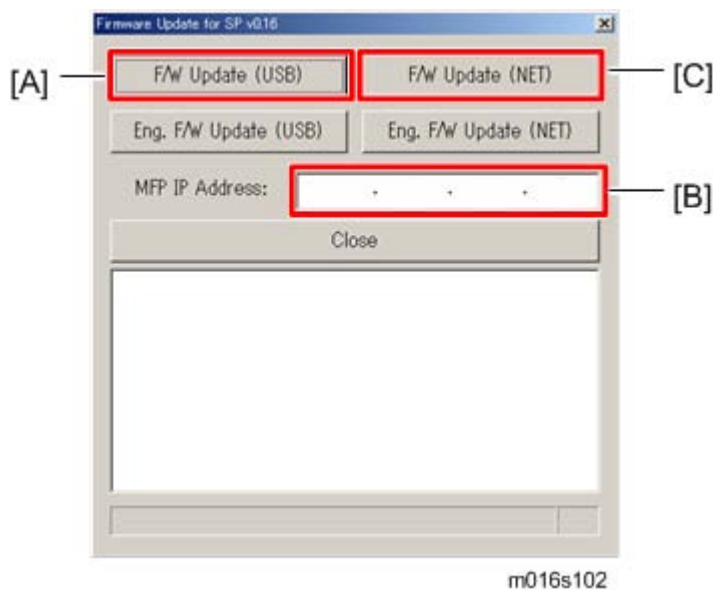 Firmware Update for SP v0.16
[A] F/W Update (USB) F/W Update (NET) [C]
Eng. F/W Update (USB) Eng. F/W Update (NET)
MFP IP Address: . . . [B]
Close
m016s102